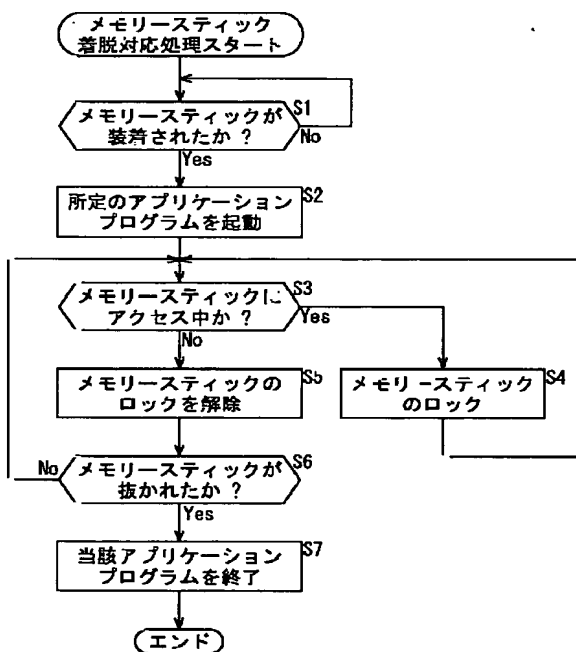 メモリースティック
着脱対応処理スタート
S1
メモリースティックが
装着されたか？
No
Yes
S2
所定のアプリケーション
プログラムを起動
S3
メモリースティックに
アクセス中か？
Yes
No
S5
メモリースティックの
ロックを解除
S4
メモリースティック
のロック
S6
メモリースティックが
抜かれたか？
No
Yes
S7
当該アプリケーション
プログラムを終了
エンド